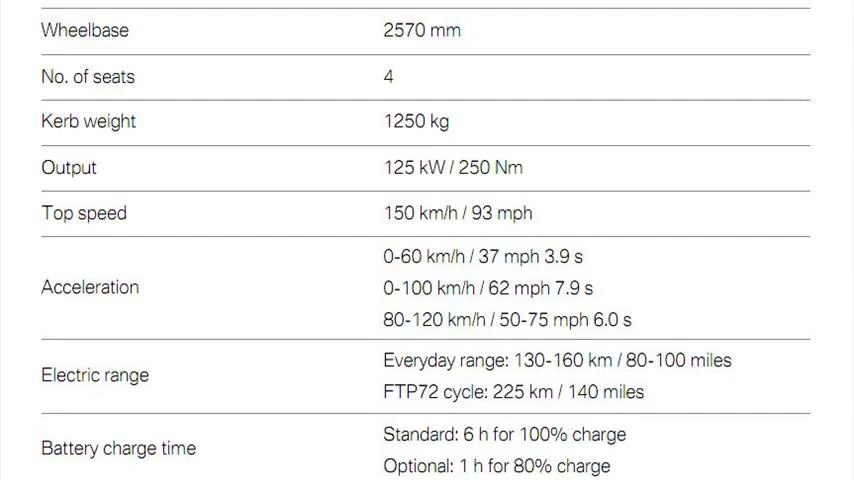 Wheelbase 2570 mm
No. of seats 4
Kerb weight 1250 kg
Output 125 kW / 250 Nm
Top speed 150 km/h / 93 mph
0-60 km/h / 37 mph 3.9 s
Acceleration 0-100 km/h / 62 mph 7.9 s
80-120 km/h / 50-75 mph 6.0 s
Electric range Everyday range: 130-160 km / 80-100 miles
FTP72 cycle: 225 km / 140 miles
Battery charge time Standard: 6 h for 100% charge
Optional: 1 h for 80% charge